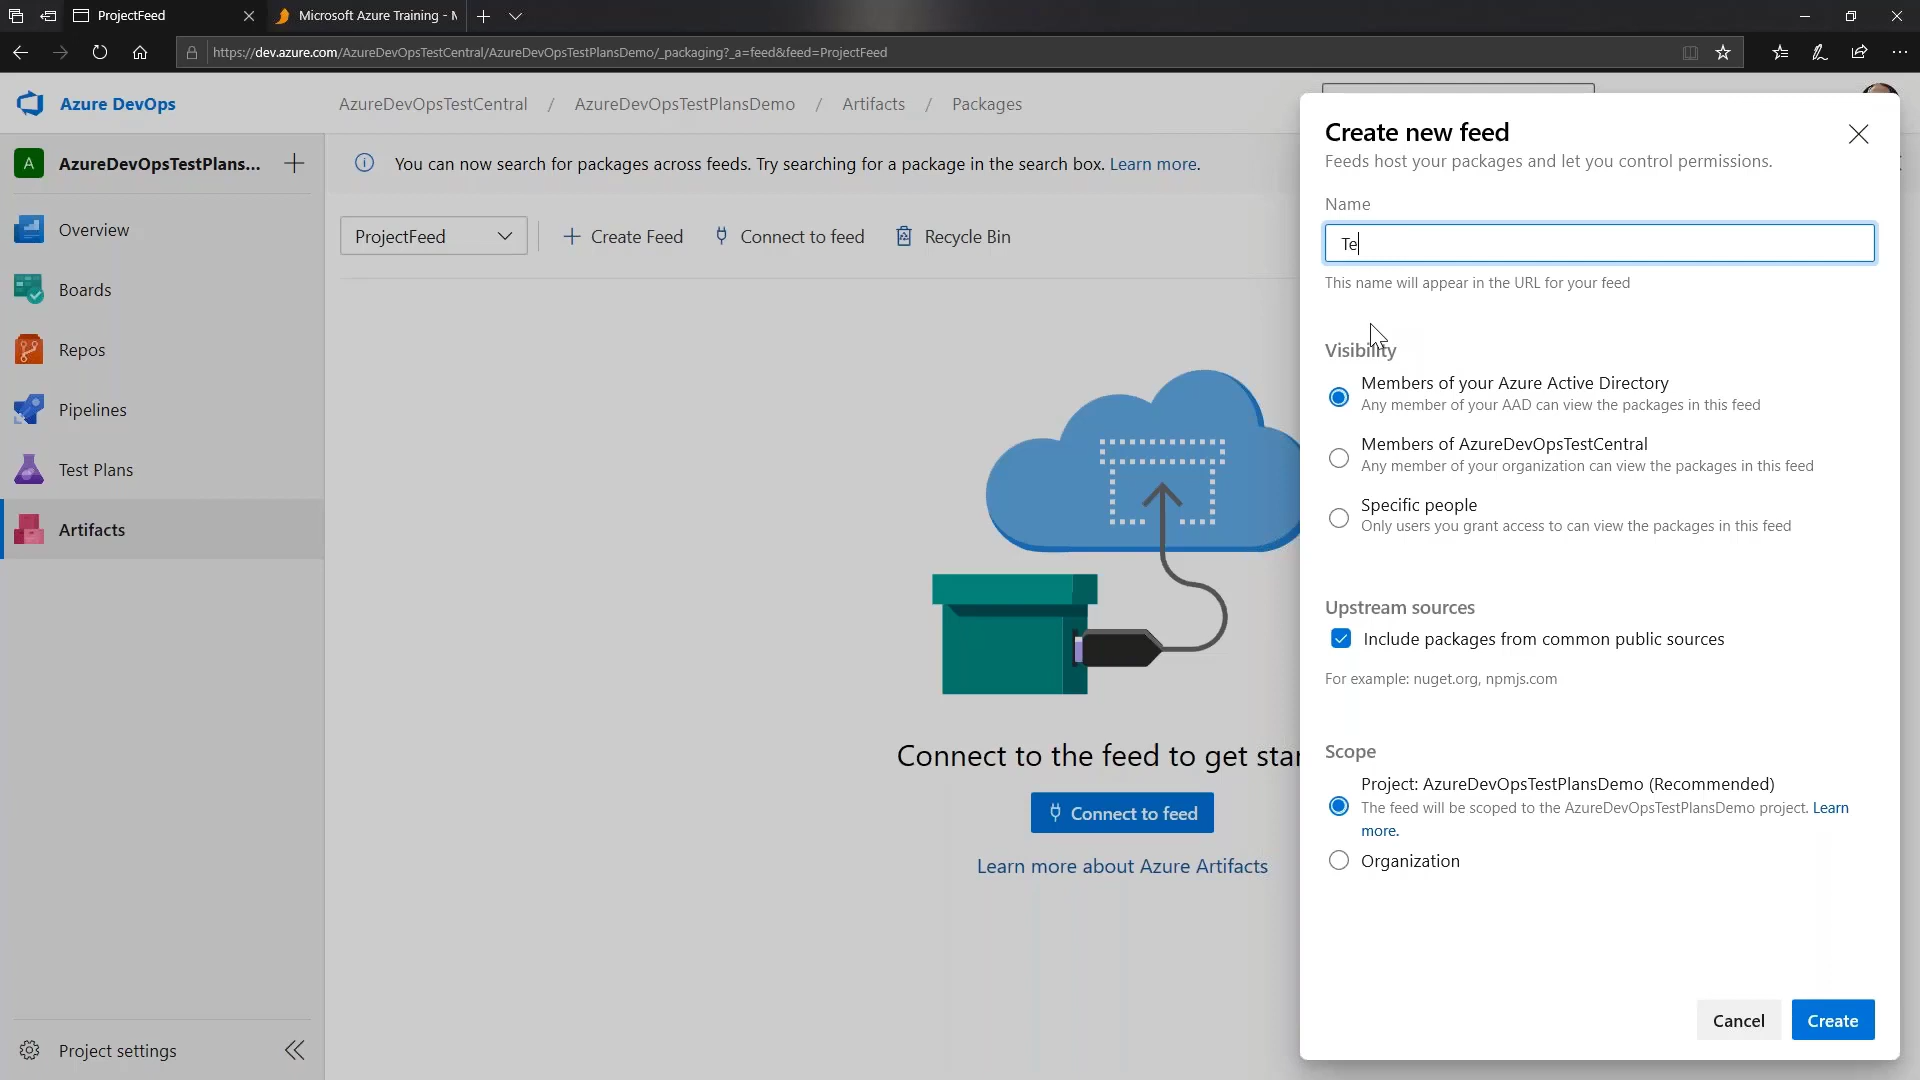 ProjectFeed
Microsoft Azure Training - M
https://dev.azure.com/AzureDevOpsTestCentral/AzureDevOpsTestPlansDemo/_packaging?_a=feed&feed=ProjectFeed
Azure DevOps
AzureDevOpsTestCentral / AzureDevOpsTestPlansDemo / Artifacts / Packages
A AzureDevOpsTestPlans...
Overview
Boards
Repos
Pipelines
Test Plans
Artifacts
Project settings
You can now search for packages across feeds. Try searching for a package in the search box. Learn more.
ProjectFeed
Create Feed
Connect to feed
Recycle Bin
Connect to the feed to get star
Connect to feed
Learn more about Azure Artifacts
Create new feed
Feeds host your packages and let you control permissions.
Name
Te
This name will appear in the URL for your feed
Visibility
Members of your Azure Active Directory
Any member of your AAD can view the packages in this feed
Members of AzureDevOpsTestCentral
Any member of your organization can view the packages in this feed
Specific people
Only users you grant access to can view the packages in this feed
Upstream sources
Include packages from common public sources
For example: nuget.org, npmjs.com
Scope
Project: AzureDevOpsTestPlansDemo (Recommended)
The feed will be scoped to the AzureDevOpsTestPlansDemo project. Learn
more.
Organization
Cancel
Create